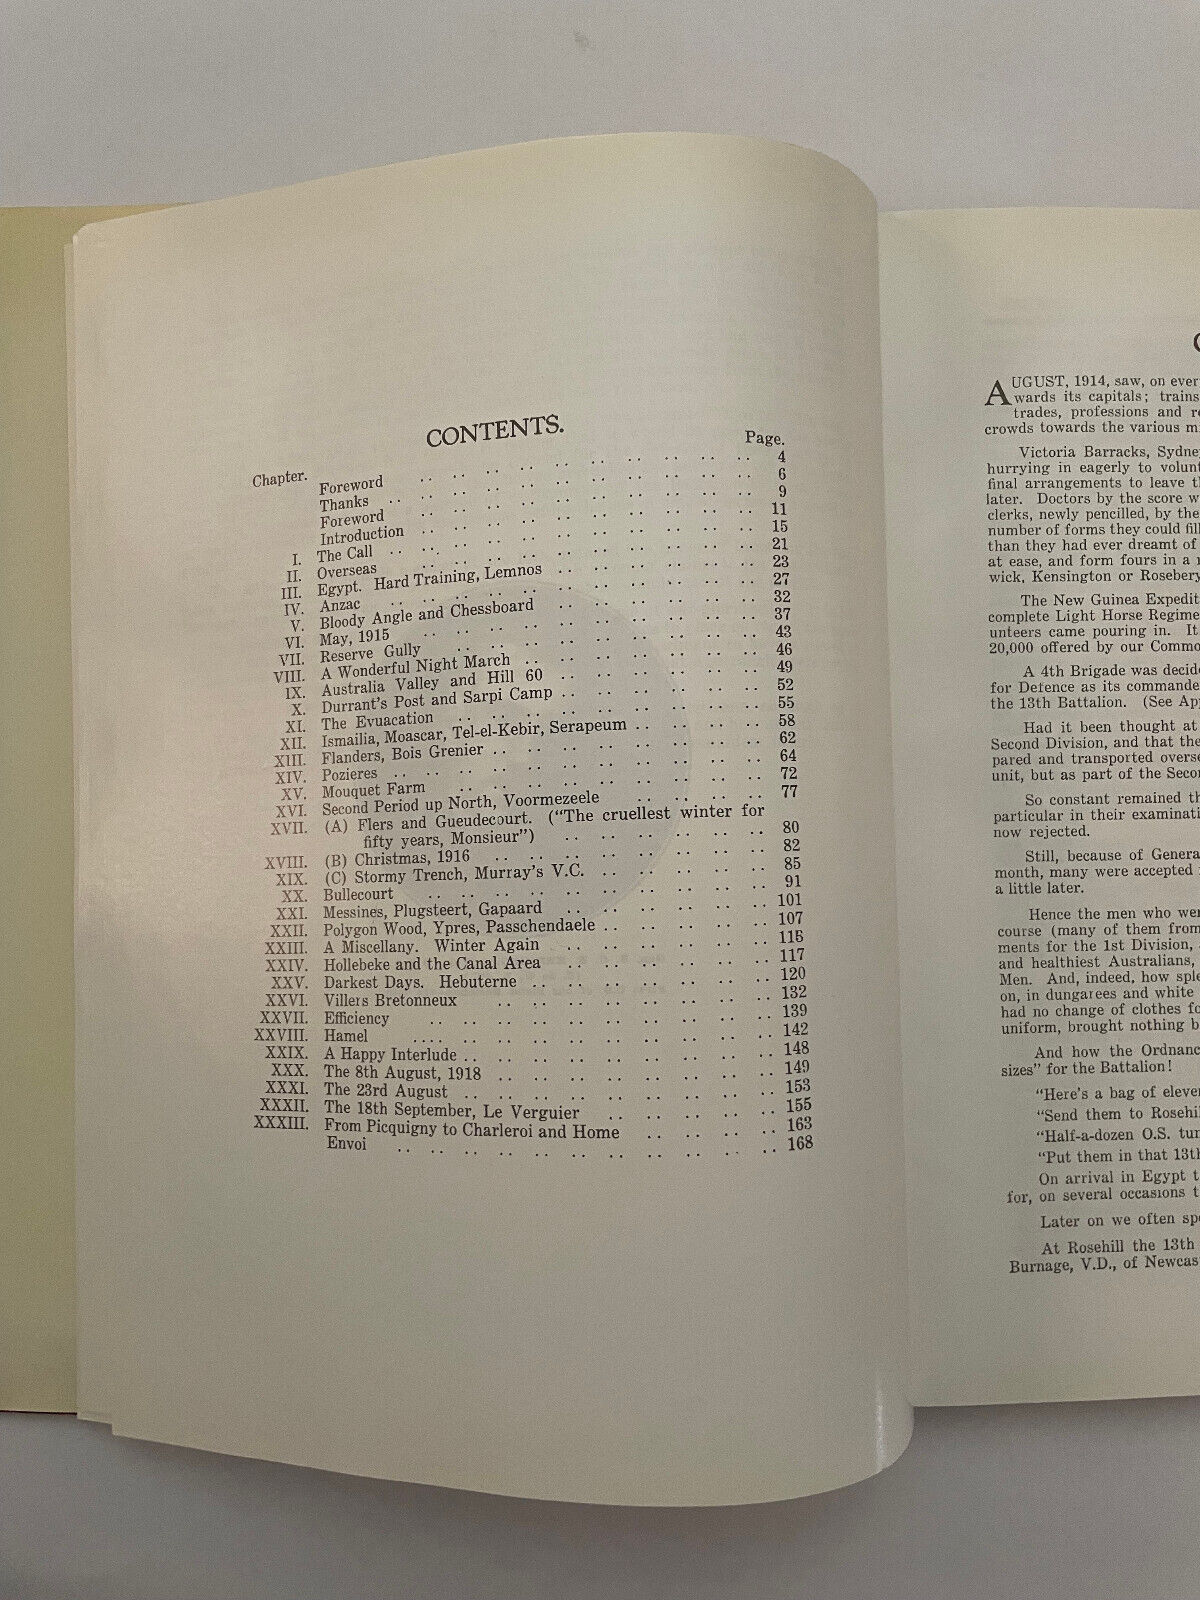 CONTENTS.
Chapter. Page.
Foreword 4
Thanks 6
Foreword 9
Introduction 11
I. The Call 15
II. Overseas 21
III. Egypt. Hard Training, Lemnos 23
IV. Anzac 27
V. Bloody Angle and Chessboard 32
VI. May, 1915 37
VII. Reserve Gully 43
VIII. A Wonderful Night March 46
IX. Australia Valley and Hill 60 49
X. Durrant's Post and Sarpi Camp 52
XI. The Evuacation 55
XII. Ismailia, Moascar, Tel-el-Kebir, Serapeum 58
XIII. Flanders, Bois Grenier 62
XIV. Pozieres 64
XV. Mouquet Farm 72
XVI. Second Period up North, Voormezeele 77
XVII. (A) Flers and Gueudecourt. ("The cruellest winter for
fifty years, Monsieur") 80
XVIII. (B) Christmas, 1916 82
XIX. (C) Stormy Trench, Murray's V.C. 85
XX. Bullecourt 91
XXI. Messines, Plugsteert, Gapaard 101
XXII. Polygon Wood, Ypres, Passchendaele 107
XXIII. A Miscellany. Winter Again 115
XXIV. Hollebeke and the Canal Area 117
XXV. Darkest Days. Hebuterne 120
XXVI. Villers Bretonneux 132
XXVII. Efficiency 139
XXVIII. Hamel 142
XXIX. A Happy Interlude 148
XXX. The 8th August, 1918 149
XXXI. The 23rd August 153
XXXII. The 18th September, Le Verguier 155
XXXIII. From Picquigny to Charleroi and Home 163
Envoi 168
AUGUST, 1914, saw, on ever
wards its capitals; trains
trades, professions and
crowds towards the various
Victoria Barracks, Sydney
hurrying in eagerly to volunt
final arrangements to leave
later. Doctors by the score
clerks, newly pencilled, by the
number of forms they could fill
than they had ever dreamt of
at ease, and form fours in a
wick, Kensington or Rosebery
The New Guinea Expedit
complete Light Horse Regime
unteers came pouring in. It
20,000 offered by our Commo
A 4th Brigade was decide
for Defence as its commande
the 13th Battalion. (See Ap
Had it been thought at
Second Division, and that the
pared and transported overse
unit, but as part of the Seco
So constant remained
particular in their examinati
now rejected.
Still, because of Genera
month, many were accepted
a little later.
Hence the men who wer
course (many of them from
ments for the 1st Division,
and healthiest Australians,
Men. And, indeed, how sple
on, in dungarees and white
had no change of clothes fo
uniform, brought nothing b
And how the Ordnanc
sizes" for the Battalion!
"Here's a bag of eleve
"Send them to Rosehil
"Half-a-dozen O.S. tun
"Put them in that 13th
On arrival in Egypt
for, on several occasions
Later on we often spe
At Rosehill the 13th
Burnage, V.D., of Newcas